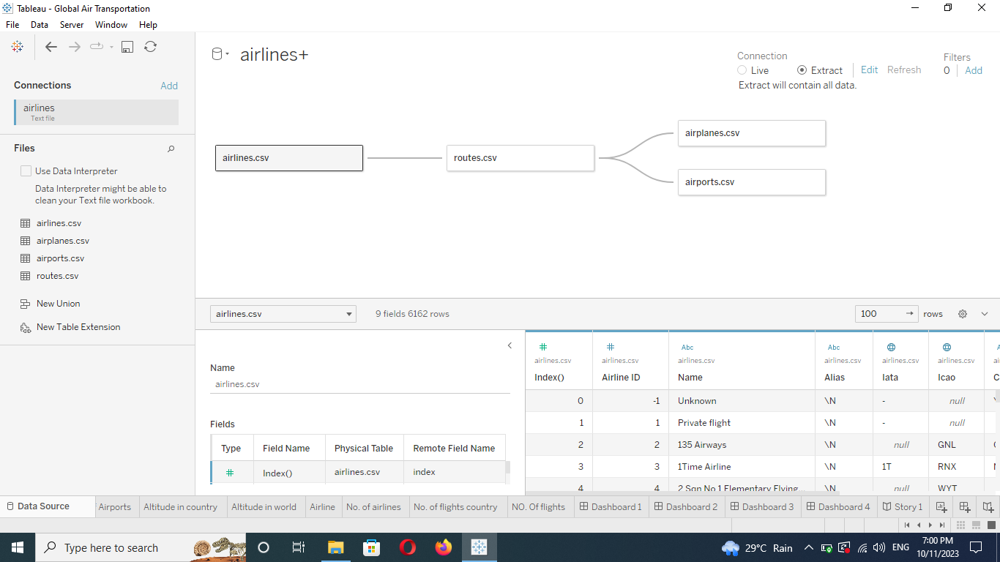 Tableau - Global Air Transportation
File Data Server Window Help
airlines+
Connection
Live Extract Edit Refresh
Extract will contain all data.
Filters
0 Add
Connections Add
airlines
Text file
Files
Use Data Interpreter
Data Interpreter might be able to
clean your Text file workbook.
airlines.csv
airplanes.csv
airports.csv
routes.csv
New Union
New Table Extension
airlines.csv
routes.csv
airplanes.csv
airports.csv
airlines.csv 9 fields 6162 rows 100 rows
Name
airlines.csv
Fields
Type Field Name Physical Table Remote Field Name
# Index() airlines.csv index
# # Abc Abc
airlines.csv airlines.csv airlines.csv airlines.csv airlines.csv airlines.csv
Index() Airline ID Name Alias Iata Icao C
0 -1 Unknown \N - null \
1 1 Private flight \N - null
2 2 135 Airways \N null GNL
3 3 1Time Airline \N 1T RNX
4 4 2 Sqn No 1 Elementary Flying... \N null WYT
Data Source Airports Altitude in country Altitude in world Airline No. of airlines No. of flights country NO. Of flights Dashboard 1 Dashboard 2 Dashboard 3 Dashboard 4 Story 1
Type here to search
29°C Rain ENG
7:00 PM
10/11/2023